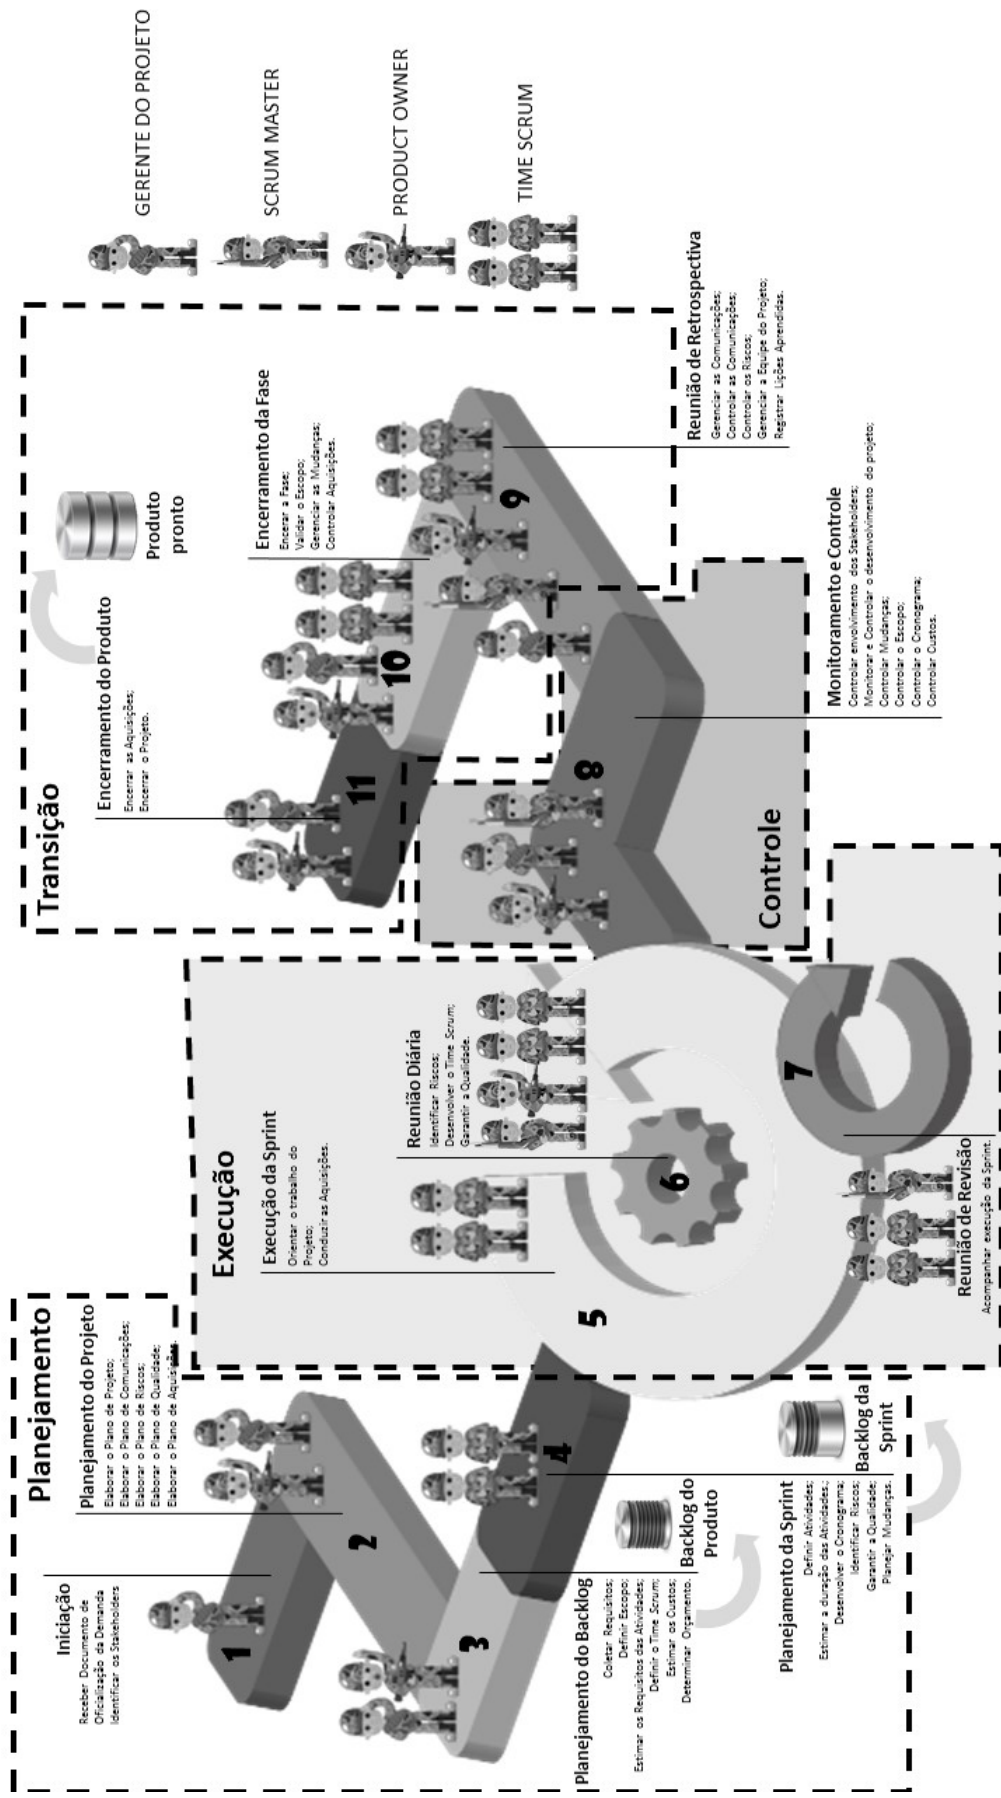 Planejamento
Iniciação
Receber Documento de
Oficialização da Demanda
Identificar os Stakeholders
1
Planejamento do Projeto
Elaborar o Plano de Projeto;
Elaborar o Plano de Comunicações;
Elaborar o Plano de Riscos;
Elaborar o Plano de Qualidade;
Elaborar o Plano de Aquisições.
2
3
Planejamento do Backlog
Coletar Requisitos;
Definir Escopo;
Estimar os Requisitos das Atividades;
Definir o Time Scrum;
Estimar os Custos;
Determinar Orçamento.
Backlog do
Produto
4
Planejamento da Sprint
Definir Atividades;
Estimar a duração das Atividades;
Desenvolver o Cronograma;
Identificar Riscos;
Garantir a Qualidade;
Planejar Mudanças.
Backlog da
Sprint
Execução
Execução da Sprint
Orientar o trabalho do
Projeto;
Conduzir as Aquisições.
5
Reunião Diária
Identificar Riscos;
Desenvolver o Time Scrum;
Garantir a Qualidade.
6
7
Reunião de Revisão
Acompanhar execução da Sprint.
Controle
8
Monitoramento e Controle
Controlar envolvimento dos Stakeholders;
Monitorar e Controlar o desenvolvimento do projeto;
Controlar Mudanças;
Controlar o Escopo;
Controlar o Cronograma;
Controlar Custos.
Transição
9
Reunião de Retrospectiva
Gerenciar as Comunicações;
Controlar as Comunicações;
Controlar os Riscos;
Gerenciar a Equipe do Projeto;
Registrar Lições Aprendidas.
10
Encerramento da Fase
Encerar a Fase;
Validar o Escopo;
Gerenciar as Mudanças;
Controlar Aquisições.
11
Encerramento do Produto
Encerrar as Aquisições;
Encerrar o Projeto.
Produto
pronto
GERENTE DO PROJETO
SCRUM MASTER
PRODUCT OWNER
TIME SCRUM